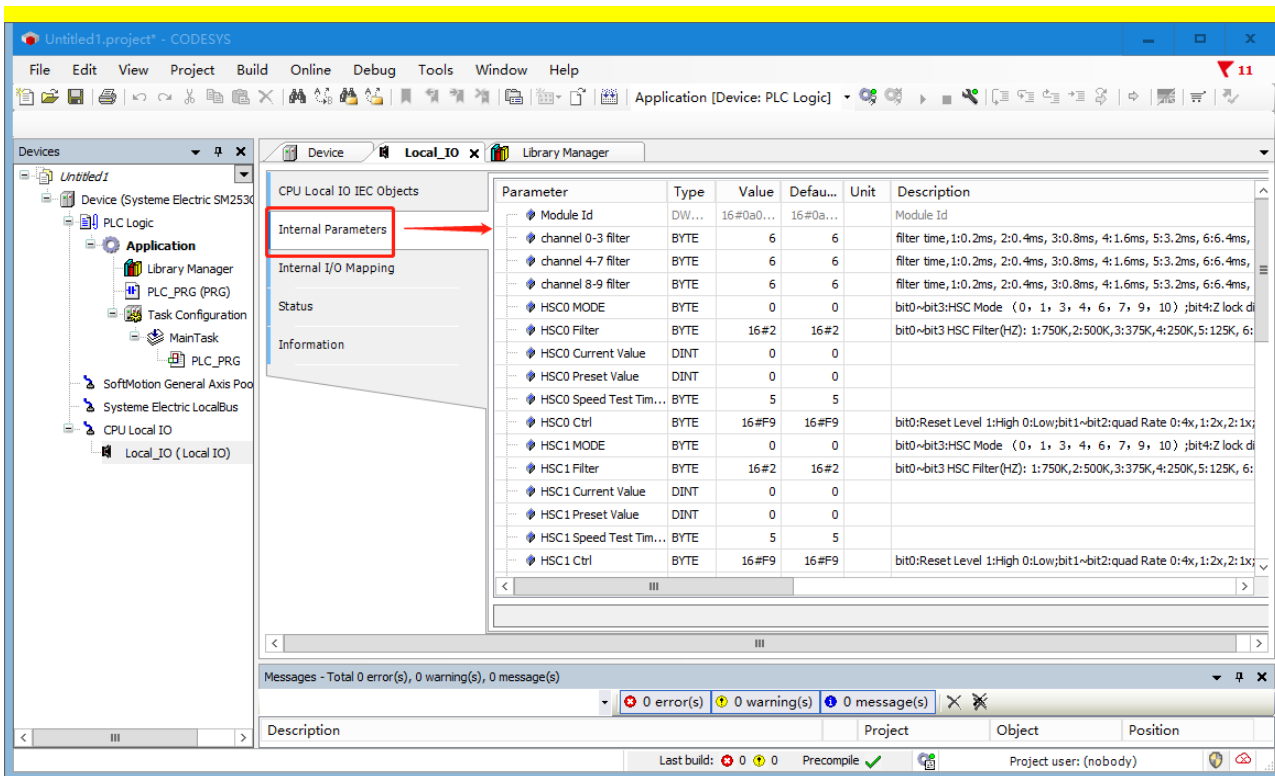 Untitled1.project* - CODESYS
File Edit View Project Build Online Debug Tools Window Help
11
Application [Device: PLC Logic]
Devices
Untitled1
Device (Systeme Electric SM2530
PLC Logic
Application
Library Manager
PLC_PRG (PRG)
Task Configuration
MainTask
PLC_PRG
SoftMotion General Axis Poo
Systeme Electric LocalBus
CPU Local IO
Local_IO (Local IO)
Device Local_IO Library Manager
CPU Local IO IEC Objects
Internal Parameters
Internal I/O Mapping
Status
Information
Parameter Type Value Defau... Unit Description
Module Id DW... 16#0a0... 16#0a... Module Id
channel 0-3 filter BYTE 6 6 filter time,1:0.2ms, 2:0.4ms, 3:0.8ms, 4:1.6ms, 5:3.2ms, 6:6.4ms,
channel 4-7 filter BYTE 6 6 filter time,1:0.2ms, 2:0.4ms, 3:0.8ms, 4:1.6ms, 5:3.2ms, 6:6.4ms,
channel 8-9 filter BYTE 6 6 filter time,1:0.2ms, 2:0.4ms, 3:0.8ms, 4:1.6ms, 5:3.2ms, 6:6.4ms,
HSC0 MODE BYTE 0 0 bit0~bit3:HSC Mode （0，1，3，4，6，7，9，10）;bit4:Z lock di
HSC0 Filter BYTE 16#2 16#2 bit0~bit3 HSC Filter(HZ): 1:750K,2:500K,3:375K,4:250K,5:125K, 6:
HSC0 Current Value DINT 0 0
HSC0 Preset Value DINT 0 0
HSC0 Speed Test Tim... BYTE 5 5
HSC0 Ctrl BYTE 16#F9 16#F9 bit0:Reset Level 1:High 0:Low;bit1~bit2:quad Rate 0:4x,1:2x,2:1x;
HSC1 MODE BYTE 0 0 bit0~bit3:HSC Mode （0，1，3，4，6，7，9，10）;bit4:Z lock di
HSC1 Filter BYTE 16#2 16#2 bit0~bit3 HSC Filter(HZ): 1:750K,2:500K,3:375K,4:250K,5:125K, 6:
HSC1 Current Value DINT 0 0
HSC1 Preset Value DINT 0 0
HSC1 Speed Test Tim... BYTE 5 5
HSC1 Ctrl BYTE 16#F9 16#F9 bit0:Reset Level 1:High 0:Low;bit1~bit2:quad Rate 0:4x,1:2x,2:1x;
Messages - Total 0 error(s), 0 warning(s), 0 message(s)
0 error(s) 0 warning(s) 0 message(s)
Description Project Object Position
Last build: 0 0 Precompile Project user: (nobody)